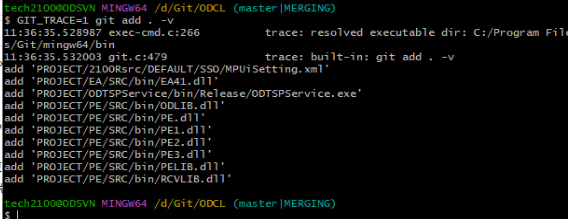 tech2100@ODSVN MINGW64 /d/Git/ODCL (master|MERGING)
$ GIT_TRACE=1 git add . -v
11:36:35.528987 exec-cmd.c:266 trace: resolved executable dir: C:/Program File
s/Git/mingw64/bin
11:36:35.532003 git.c:479 trace: built-in: git add . -v
add 'PROJECT/2100Rsrc/DEFAULT/SSO/MPUiSetting.xml'
add 'PROJECT/EA/SRC/bin/EA41.dll'
add 'PROJECT/ODTSPService/bin/Release/ODTSPService.exe'
add 'PROJECT/PE/SRC/bin/ODLIB.dll'
add 'PROJECT/PE/SRC/bin/PE.dll'
add 'PROJECT/PE/SRC/bin/PE1.dll'
add 'PROJECT/PE/SRC/bin/PE2.dll'
add 'PROJECT/PE/SRC/bin/PE3.dll'
add 'PROJECT/PE/SRC/bin/PELIB.dll'
add 'PROJECT/PE/SRC/bin/RCVLIB.dll'
tech2100@ODSVN MINGW64 /d/Git/ODCL (master|MERGING)
$